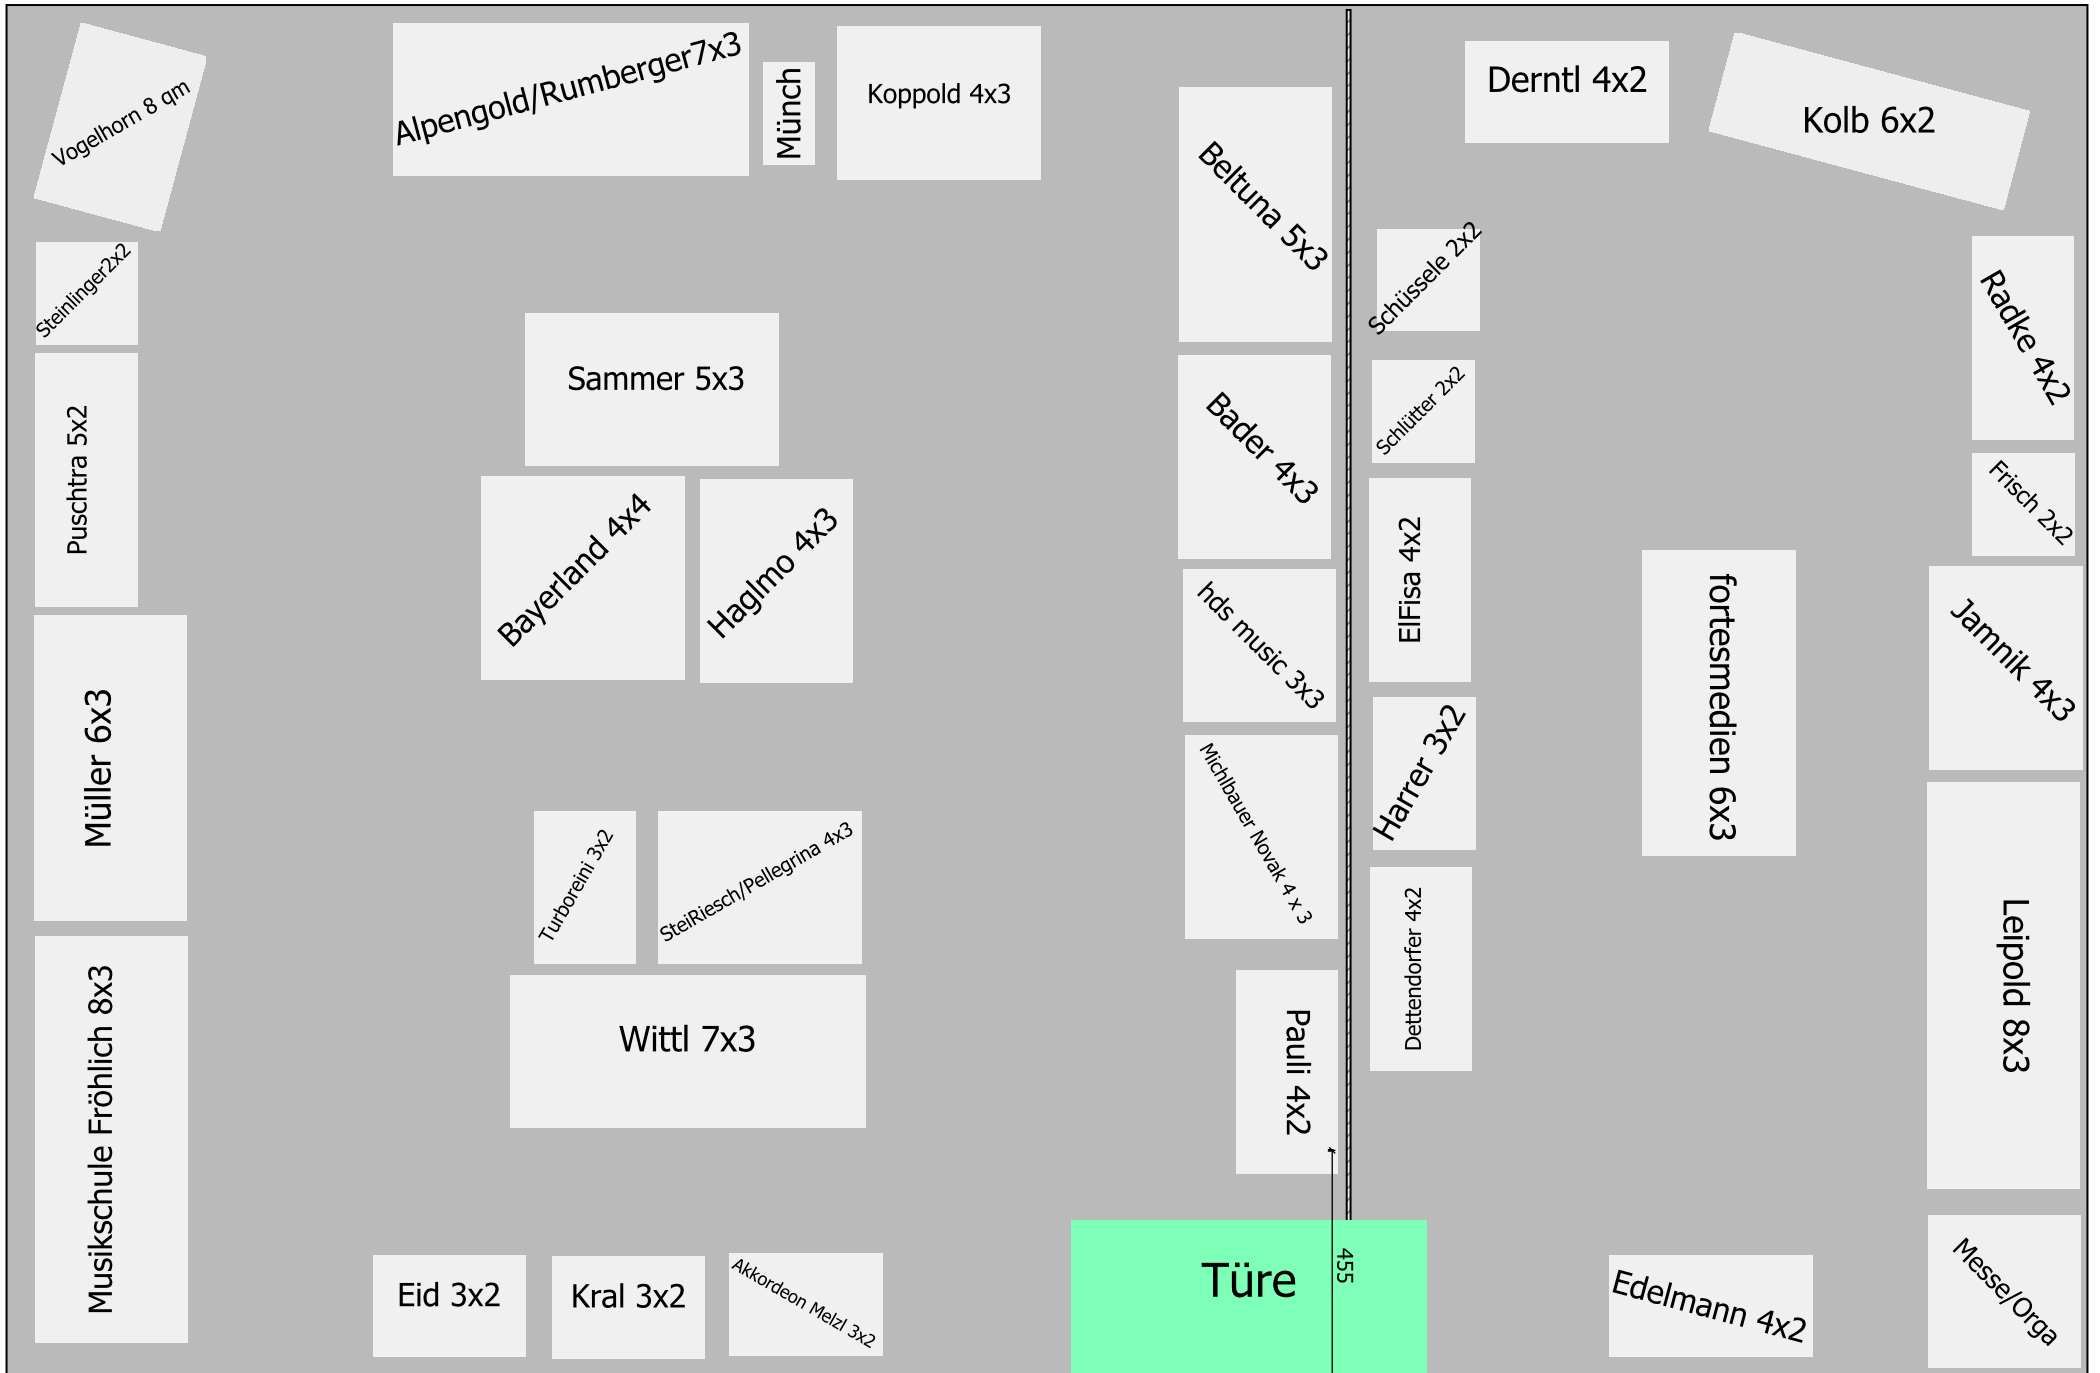 Vogelhorn 8 qm
Alpengold/Rumberger7x3
Münch
Koppold 4x3
Beltuna 5x3
Derntl 4x2
Kolb 6x2
Steinlinger2x2
Schüssele 2x2
Radke 4x2
Sammer 5x3
Puschtra 5x2
Bader 4x3
Schlütter 2x2
Frisch 2x2
Bayerland 4x4
Haglmo 4x3
hds music 3x3
ElFisa 4x2
fortesmedien 6x3
Jamnik 4x3
Müller 6x3
Michlbauer Novak 4 x 3
Harrer 3x2
Turboreini 3x2
SteiRiesch/Pellegrina 4x3
Dettendorfer 4x2
Leipold 8x3
Musikschule Fröhlich 8x3
Wittl 7x3
Pauli 4x2
Eid 3x2
Kral 3x2
Akkordeon Melzl 3x2
Türe
455
Edelmann 4x2
Messe/Orga